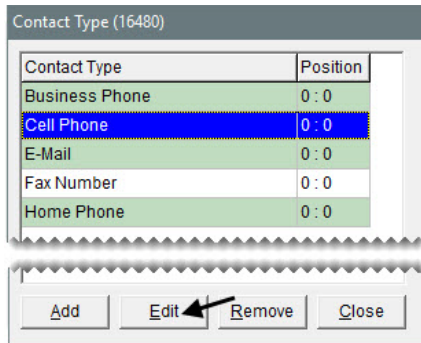 Contact Type (16480)
Contact Type Position
Business Phone 0 : 0
Cell Phone 0 : 0
E-Mail 0 : 0
Fax Number 0 : 0
Home Phone 0 : 0
Add Edit Remove Close